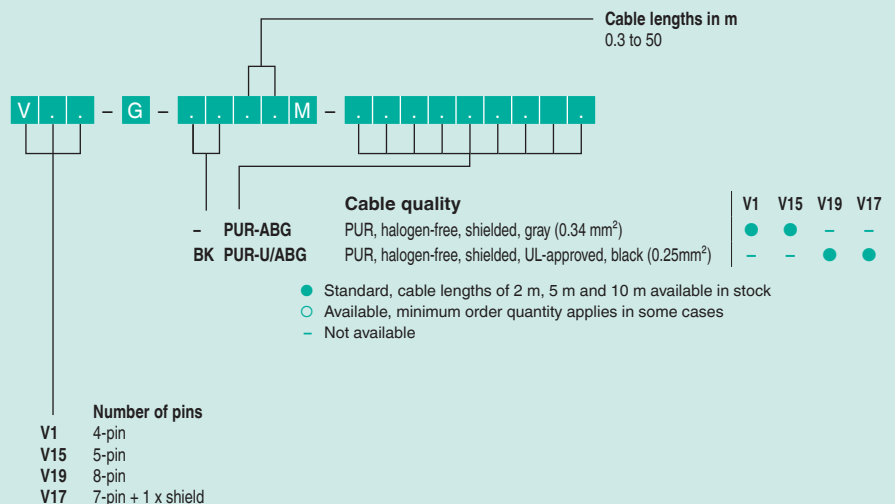 Cable lengths in m
0.3 to 50
V . . – G – . . . . M – . . . . . . . . .
Cable quality V1 V15 V19 V17
– PUR-ABG PUR, halogen-free, shielded, gray (0.34 mm²) ● ● – –
BK PUR-U/ABG PUR, halogen-free, shielded, UL-approved, black (0.25mm²) – – ● ●
● Standard, cable lengths of 2 m, 5 m and 10 m available in stock
○ Available, minimum order quantity applies in some cases
– Not available
Number of pins
V1 4-pin
V15 5-pin
V19 8-pin
V17 7-pin + 1 x shield